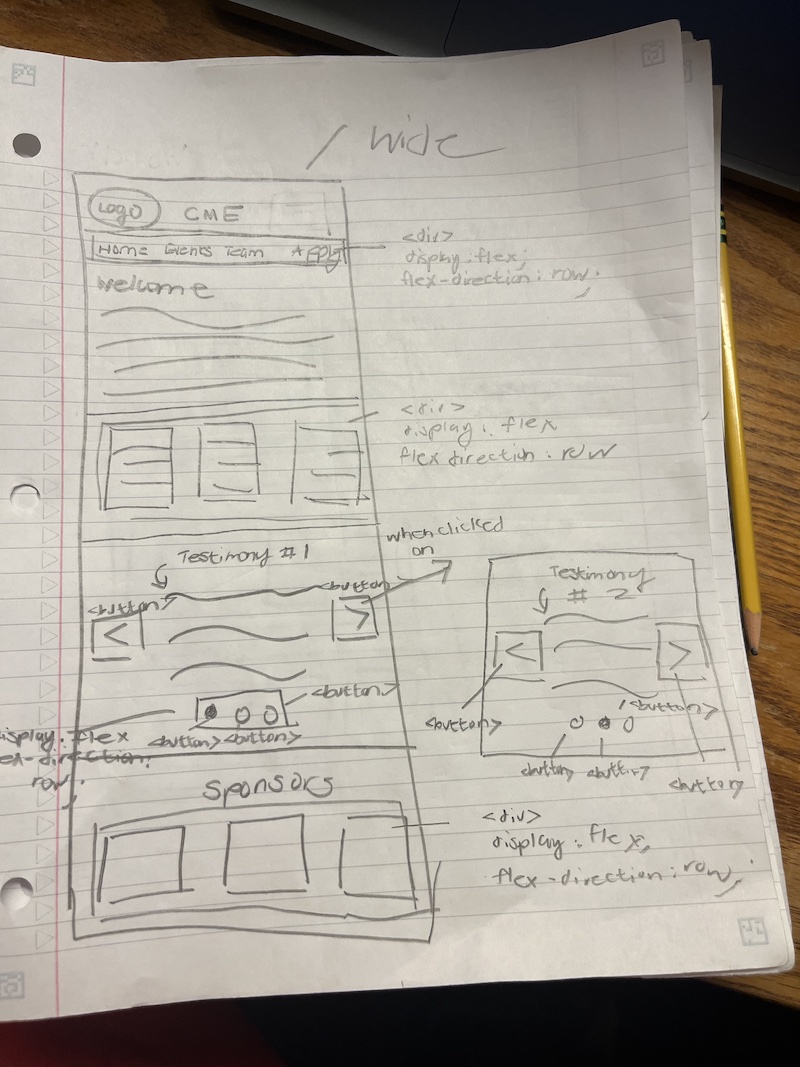 / wide
Logo CME
Home Events Team Apply
<div>
display: flex;
flex-direction: row;
Welcome
<div>
display: flex
flex direction: row
Testimony #1
when clicked
on
<button>
<button>
<
>
<button>
<button> <button>
display: flex
flex-direction:
row;
Testimony
# 2
<
>
<button>
<button>
<button> <button>
<button>
Sponsors
<div>
display: flex;
flex-direction: row;